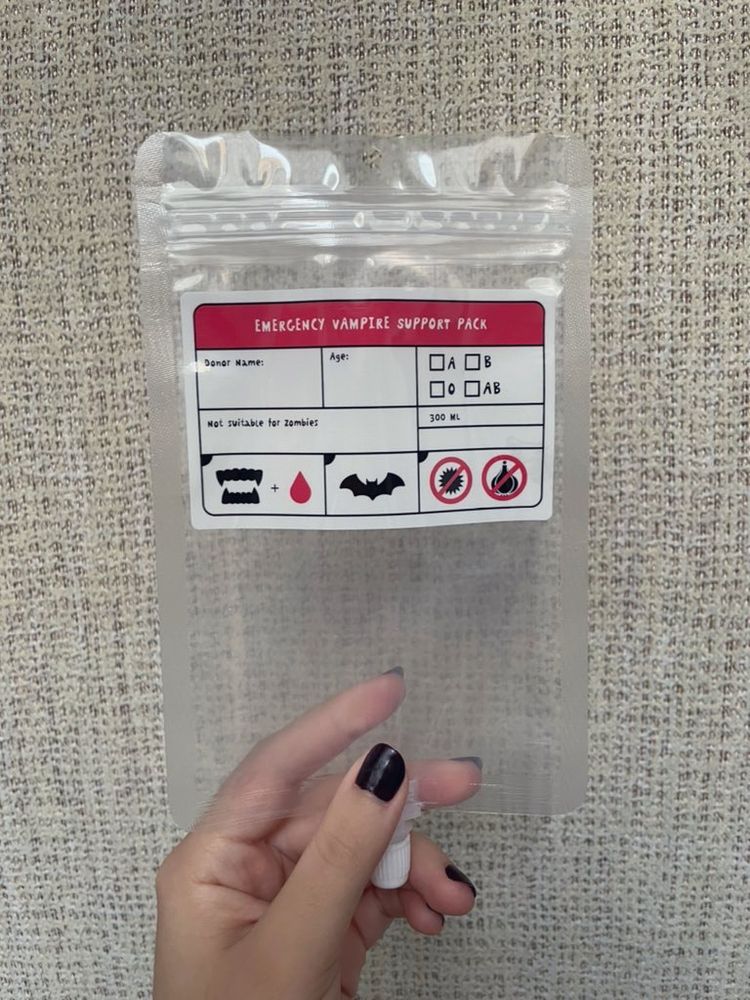 EMERGENCY VAMPIRE SUPPORT PACK
Donor Name:
Age:
A B
O AB
Not suitable for Zombies
300 ML
+